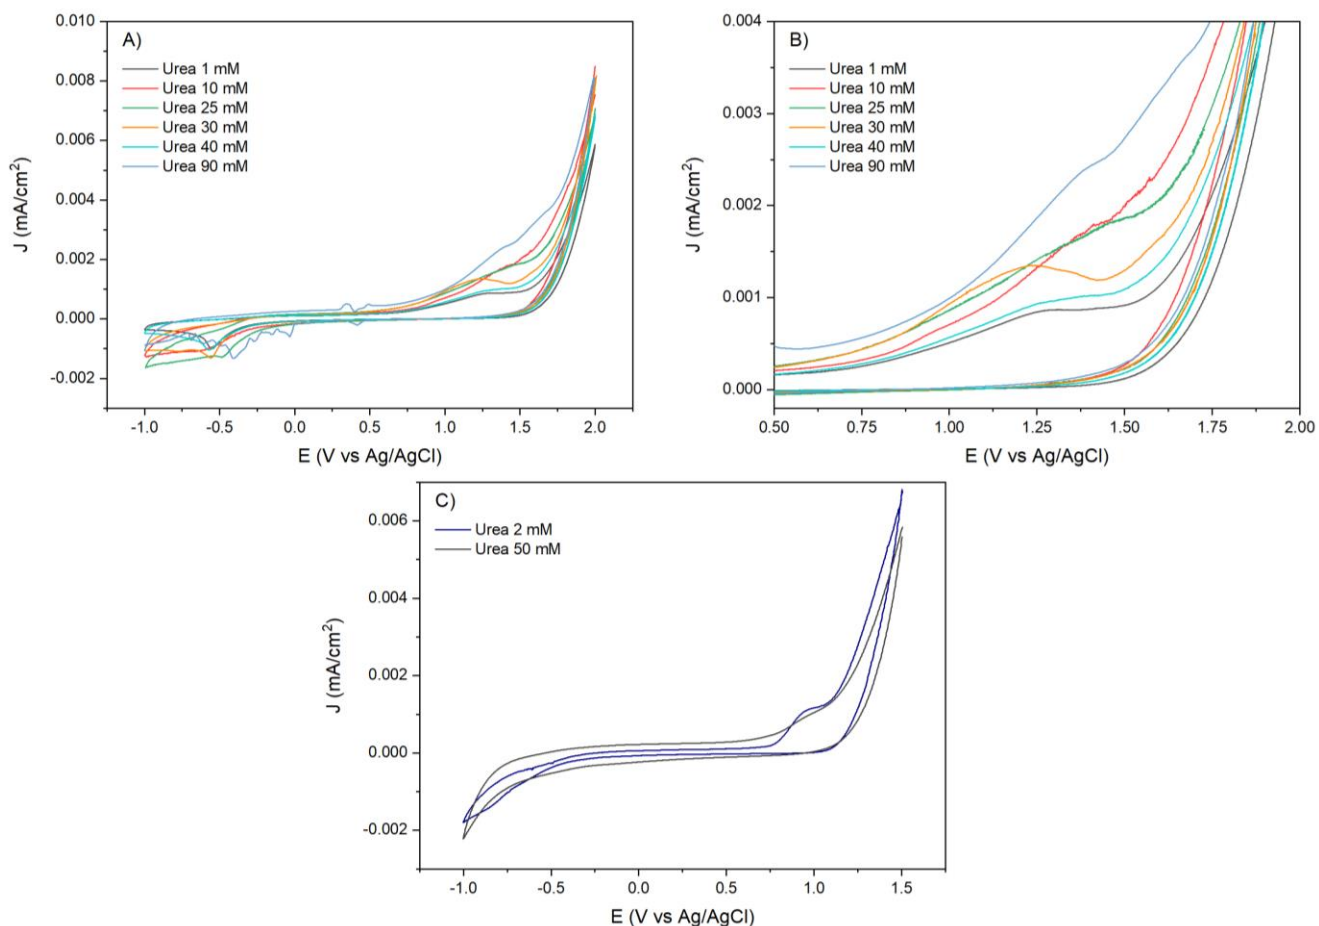 A)
Urea 1 mM
Urea 10 mM
Urea 25 mM
Urea 30 mM
Urea 40 mM
Urea 90 mM
0.010
0.008
0.006
0.004
0.002
0.000
-0.002
J (mA/cm²)
-1.0 -0.5 0.0 0.5 1.0 1.5 2.0
E (V vs Ag/AgCl)
B)
Urea 1 mM
Urea 10 mM
Urea 25 mM
Urea 30 mM
Urea 40 mM
Urea 90 mM
0.004
0.003
0.002
0.001
0.000
J (mA/cm²)
0.50 0.75 1.00 1.25 1.50 1.75 2.00
E (V vs Ag/AgCl)
C)
Urea 2 mM
Urea 50 mM
0.006
0.004
0.002
0.000
-0.002
J (mA/cm²)
-1.0 -0.5 0.0 0.5 1.0 1.5
E (V vs Ag/AgCl)